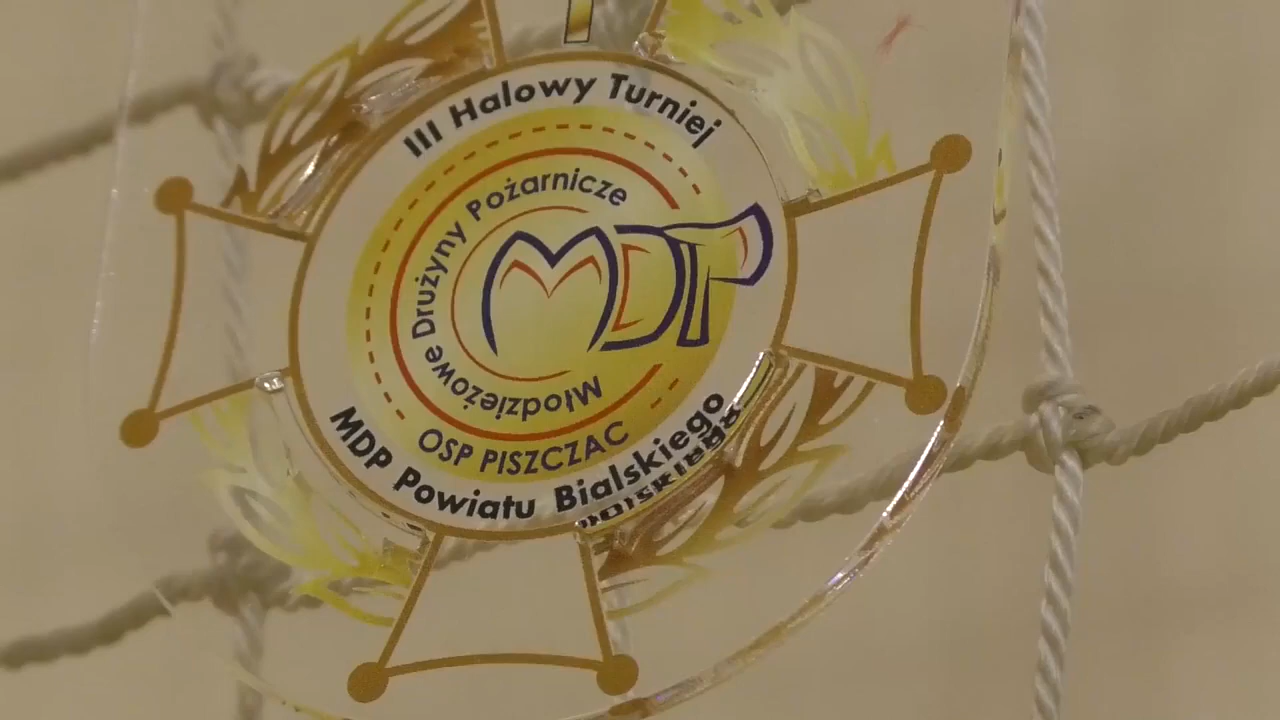 III Halowy Turniej
Młodzieżowe Drużyny Pożarnicze
MDP
OSP PISZCZAC
MDP Powiatu Bialskiego